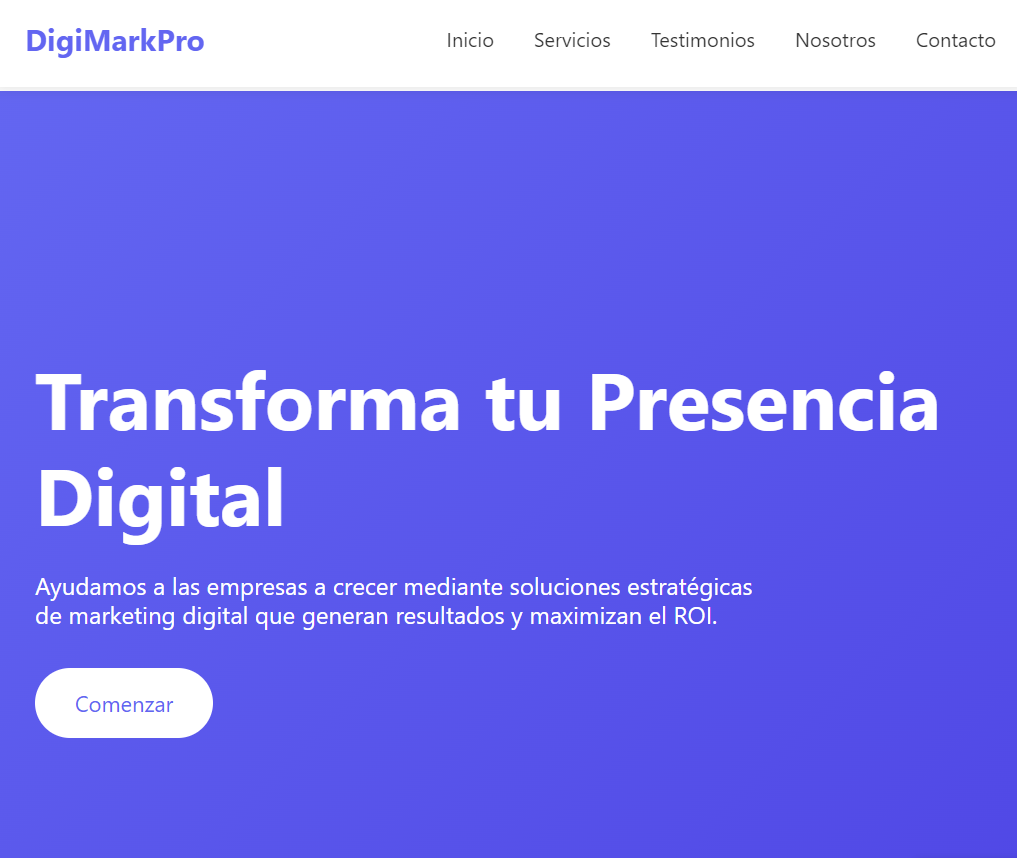 DigiMarkPro
Inicio Servicios Testimonios Nosotros Contacto
Transforma tu Presencia
Digital
Ayudamos a las empresas a crecer mediante soluciones estratégicas
de marketing digital que generan resultados y maximizan el ROI.
Comenzar